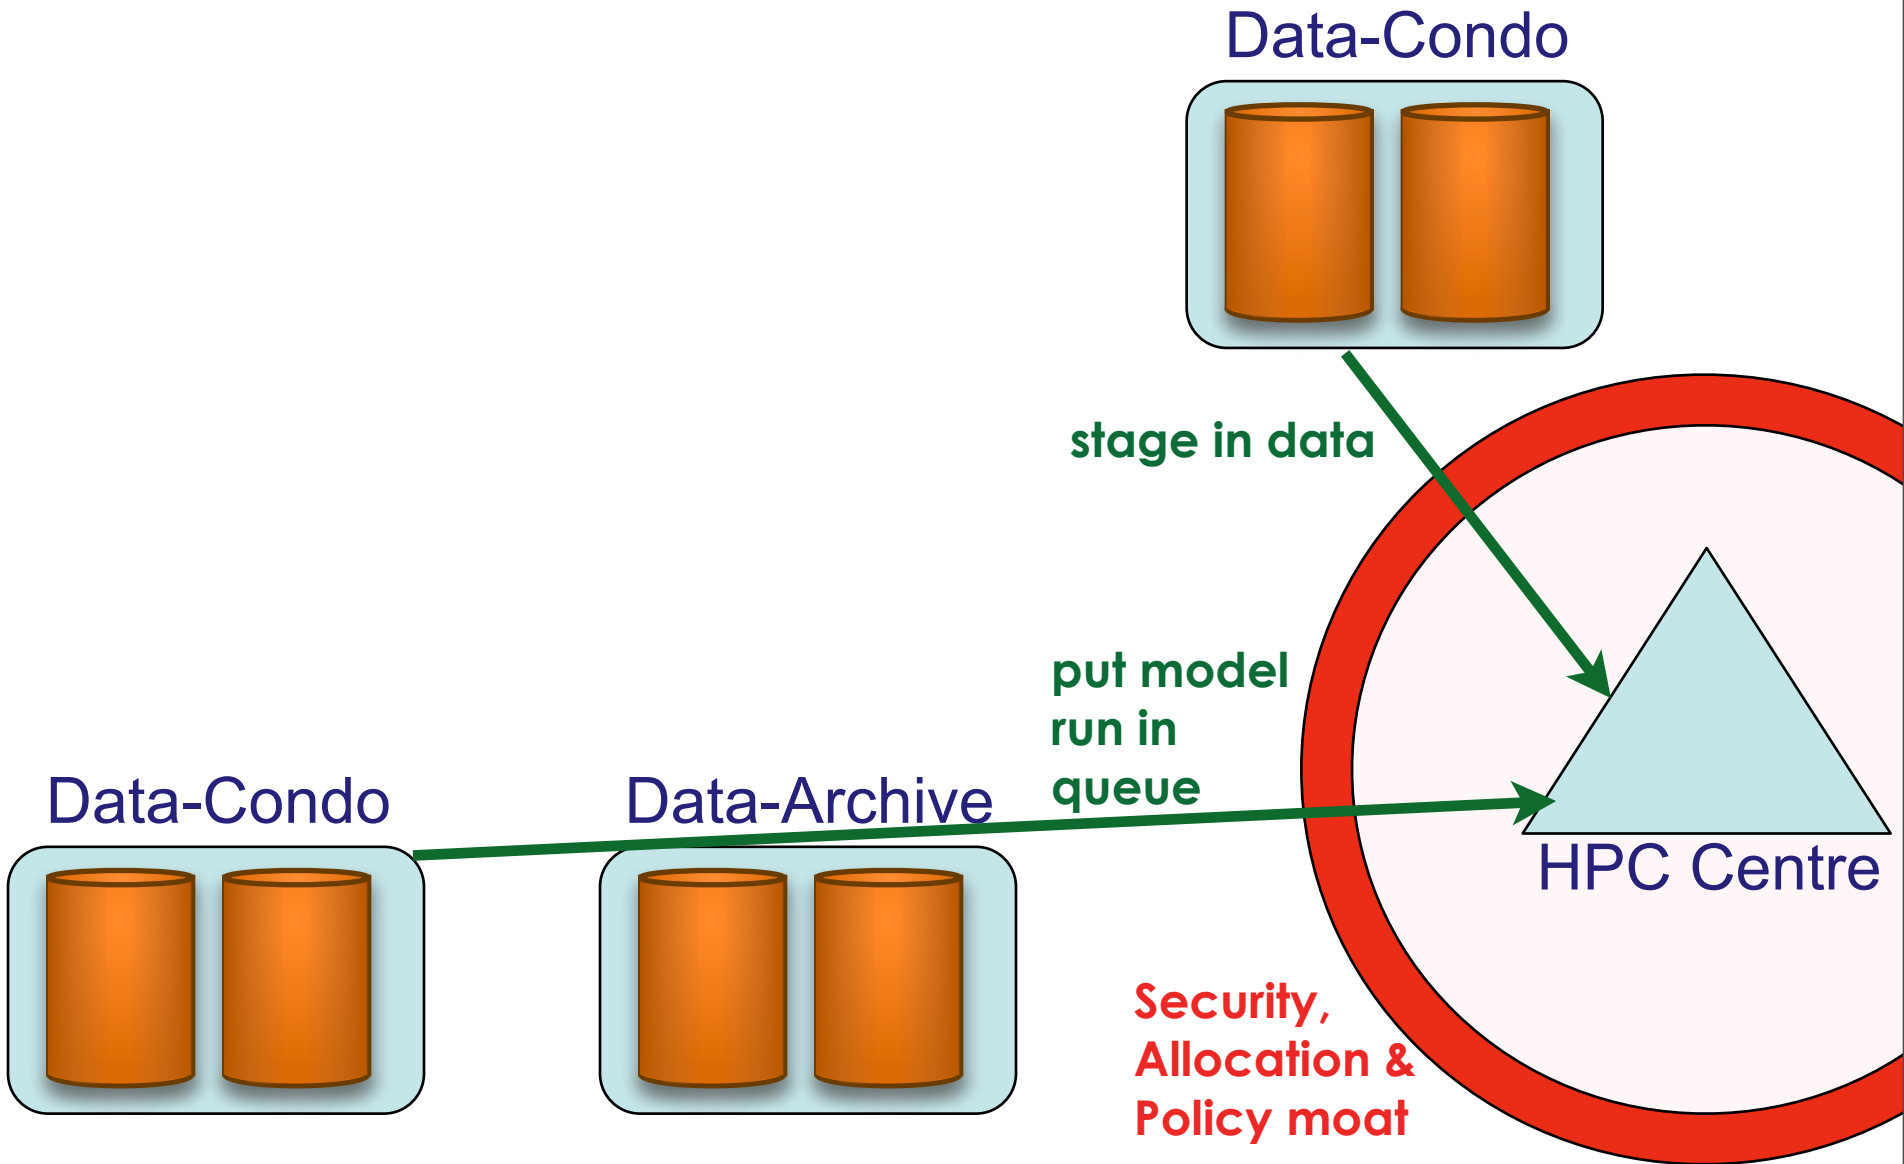 Data-Condo
stage in data
put model
run in
queue
Data-Condo
Data-Archive
HPC Centre
Security,
Allocation &
Policy moat